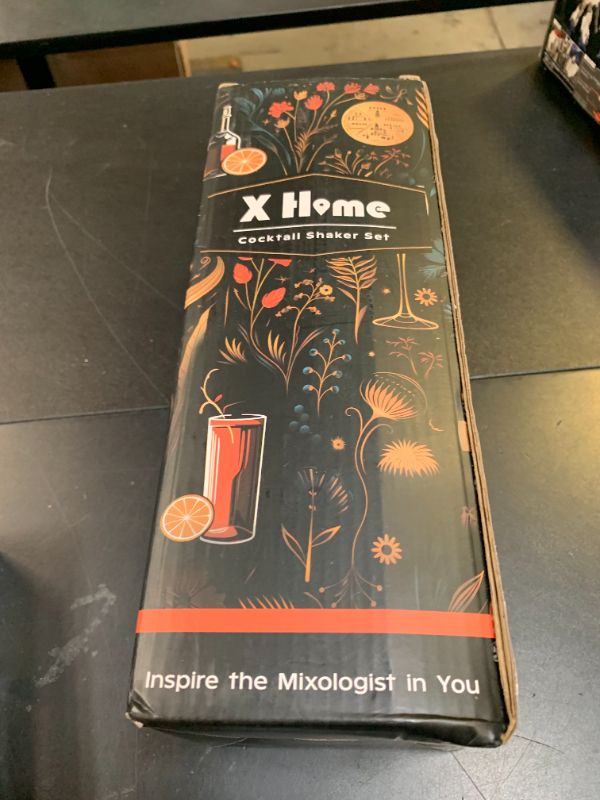 X Home
Cocktail Shaker Set
Inspire the Mixologist in You